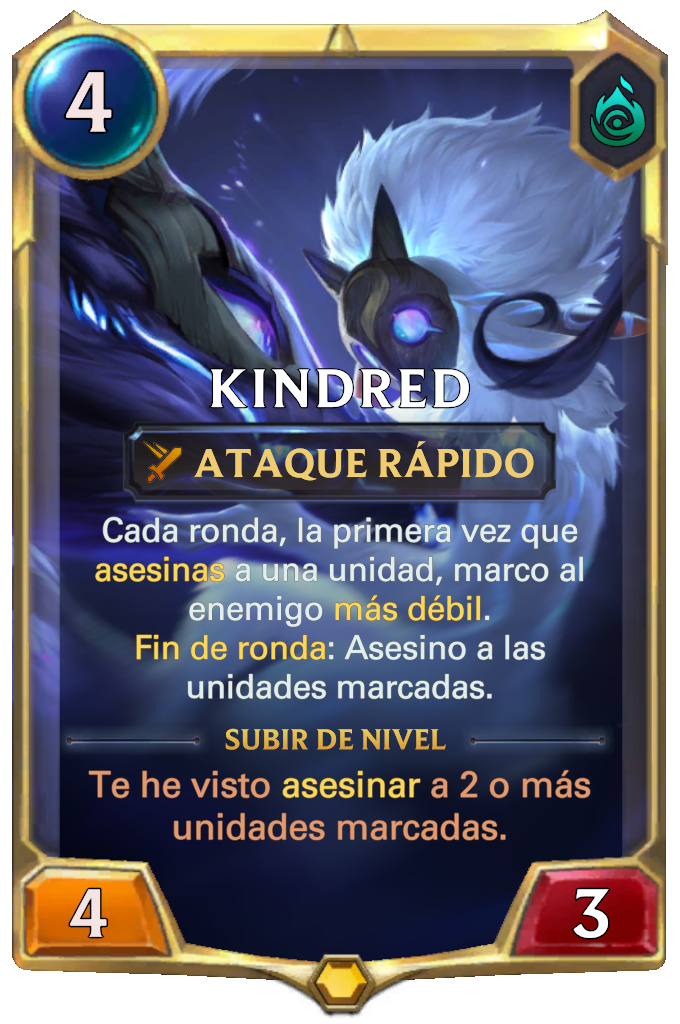 4
KINDRED
ATAQUE RÁPIDO
Cada ronda, la primera vez que
asesinas a una unidad, marco al
enemigo más débil.
Fin de ronda: Asesino a las
unidades marcadas.
SUBIR DE NIVEL
Te he visto asesinar a 2 o más
unidades marcadas.
4
3